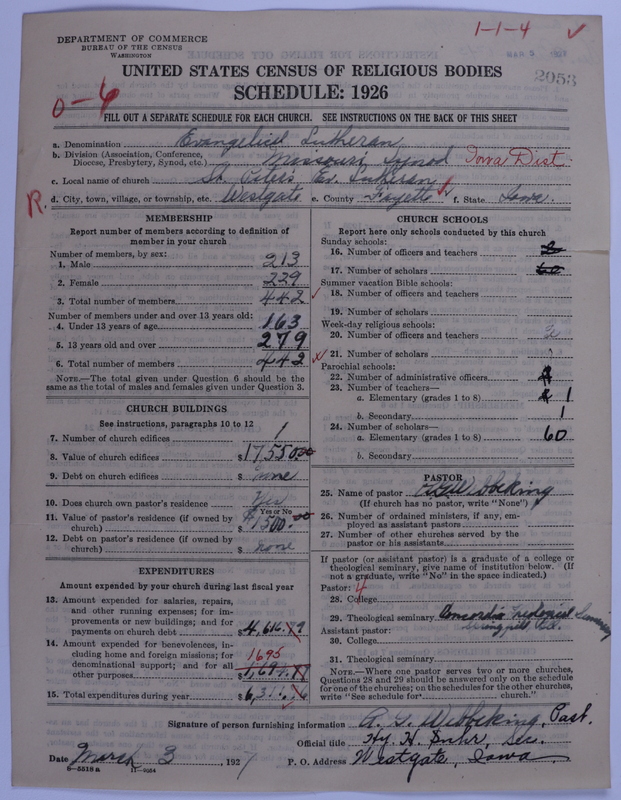 1-1-4
DEPARTMENT OF COMMERCE
BUREAU OF THE CENSUS
WASHINGTON
UNITED STATES CENSUS OF RELIGIOUS BODIES
2053
SCHEDULE: 1926
0-6
FILL OUT A SEPARATE SCHEDULE FOR EACH CHURCH. SEE INSTRUCTIONS ON THE BACK OF THIS SHEET
a. Denomination Evangelical Lutheran
b. Division (Association, Conference, Diocese, Presbytery, Synod, etc.) Missouri Synod Iowa Dist.
c. Local name of church St. Peters Ev. Lutheran
d. City, town, village, or township, etc. Westgate e. County Fayette f. State Iowa.
R.
MEMBERSHIP
Report number of members according to definition of
member in your church
Number of members, by sex:
1. Male 213
2. Female 229
3. Total number of members 442
Number of members under and over 13 years old:
4. Under 13 years of age 163
5. 13 years old and over 279
6. Total number of members 442
NOTE.—The total given under Question 6 should be the
same as the total of males and females given under Question 3.
CHURCH BUILDINGS
See instructions, paragraphs 10 to 12
7. Number of church edifices 1
8. Value of church edifices $17550.00
9. Debt on church edifices $ none
10. Does church own pastor's residence yes
Yes or No
11. Value of pastor's residence (if owned by
church) $ 1500.00
12. Debt on pastor's residence (if owned by
church) $ none
EXPENDITURES
Amount expended by your church during last fiscal year
13. Amount expended for salaries, repairs,
and other running expenses; for im-
provements or new buildings; and for
payments on church debt $4,616.
14. Amount expended for benevolences, in-
cluding home and foreign missions; for
denominational support; and for all
other purposes 1695 $1,694.
15. Total expenditures during year $6,311.
CHURCH SCHOOLS
Report here only schools conducted by this church
Sunday schools:
16. Number of officers and teachers
17. Number of scholars
Summer vacation Bible schools:
18. Number of officers and teachers
19. Number of scholars
Week-day religious schools:
20. Number of officers and teachers
21. Number of scholars
Parochial schools:
22. Number of administrative officers
23. Number of teachers—
a. Elementary (grades 1 to 8) 1
b. Secondary 1
24. Number of scholars—
a. Elementary (grades 1 to 8) 60
b. Secondary
PASTOR
25. Name of pastor
(If church has no pastor, write "None")
26. Number of ordained ministers, if any, em-
ployed as assistant pastors
27. Number of other churches served by the
pastor or his assistants
If pastor (or assistant pastor) is a graduate of a college or
theological seminary, give name of institution below. (If
not a graduate, write "No" in the space indicated.)
Pastor: 4
28. College
29. Theological seminary Concordia Seminary
Springfield Ill.
Assistant pastor:
30. College
31. Theological seminary
NOTE.—Where one pastor serves two or more churches,
Questions 28 and 29 should be answered only on the schedule
for one of the churches; on the schedules for the other churches,
write "See schedule for church."
Signature of person furnishing information Past.
Official title Hy. H. Suhr, Sec.
Date March 3, 1927 P. O. Address Westgate, Iowa
8-5518a 11-9084